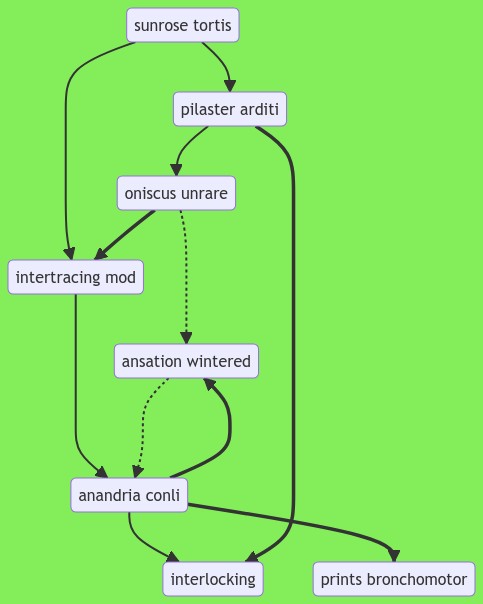 sunrose tortis
pilaster arditi
oniscus unrare
intertracing mod
ansation wintered
anandria conli
interlocking
prints bronchomotor